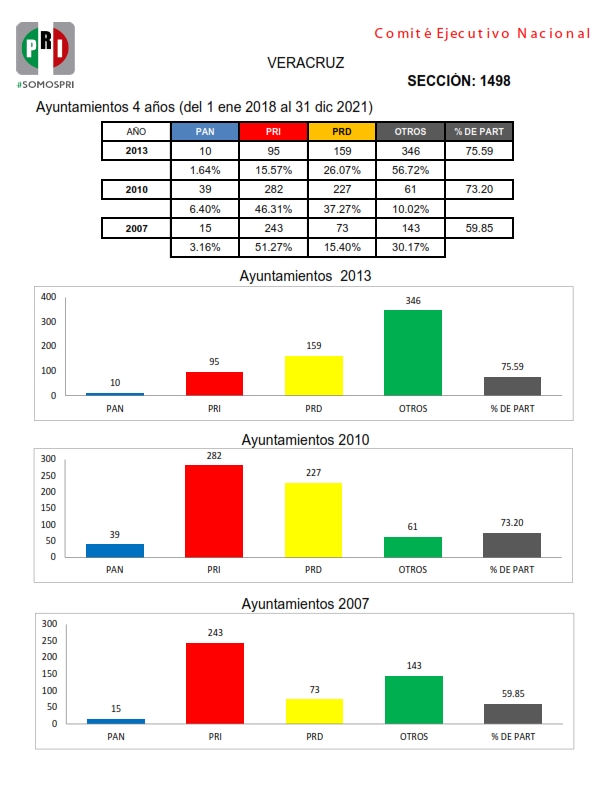 Comité Ejecutivo Nacional
PRI
#SOMOSPRI
VERACRUZ
SECCIÓN: 1498
Ayuntamientos 4 años (del 1 ene 2018 al 31 dic 2021)
AÑO PAN PRI PRD OTROS % DE PART
2013 10 95 159 346 75.59
1.64% 15.57% 26.07% 56.72%
2010 39 282 227 61 73.20
6.40% 46.31% 37.27% 10.02%
2007 15 243 73 143 59.85
3.16% 51.27% 15.40% 30.17%
Ayuntamientos 2013
400
300
200
100
0
10 95 159 346 75.59
PAN PRI PRD OTROS % DE PART
Ayuntamientos 2010
300
250
200
150
100
50
0
39 282 227 61 73.20
PAN PRI PRD OTROS % DE PART
Ayuntamientos 2007
300
250
200
150
100
50
0
15 243 73 143 59.85
PAN PRI PRD OTROS % DE PART